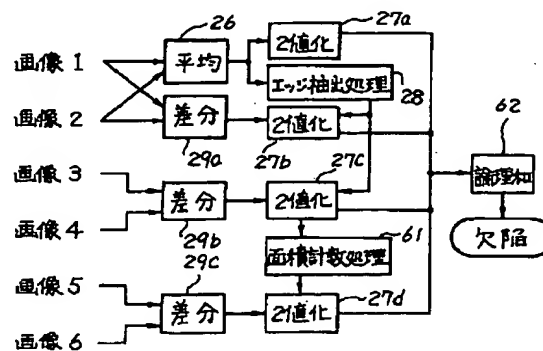 26
27a
画像 1
平均
2値化
エッジ抽出処理
28
画像 2
差分
2値化
29a
27b
27c
62
画像 3
差分
2値化
論理和
画像 4
29b
61
面積計数処理
欠陥
29c
画像 5
差分
2値化
画像 6
27d